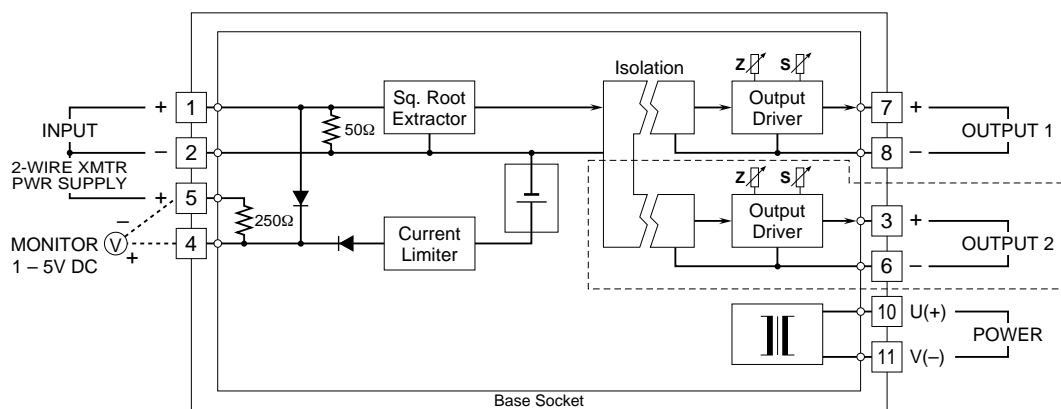 Isolation
Z S
Z S
+ 1
Sq. Root
Extractor
Output
Driver
7 +
INPUT
50Ω
OUTPUT 1
– 2
8 –
2-WIRE XMTR
PWR SUPPLY
+ 5
–
250Ω
Output
Driver
3 +
MONITOR V
1 – 5V DC
+
4
Current
Limiter
OUTPUT 2
6 –
10 U(+)
POWER
11 V(–)
Base Socket